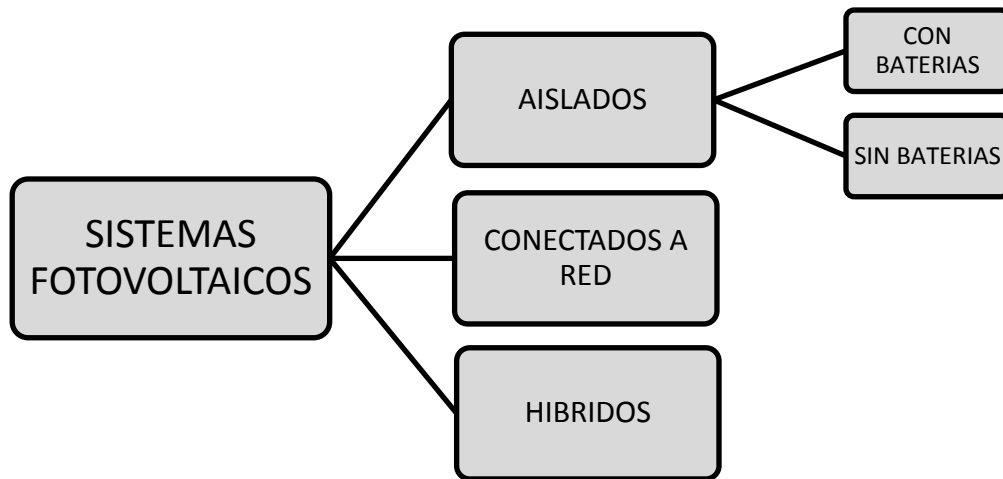 SISTEMAS
FOTOVOLTAICOS
AISLADOS
CONECTADOS A
RED
HIBRIDOS
CON
BATERIAS
SIN BATERIAS